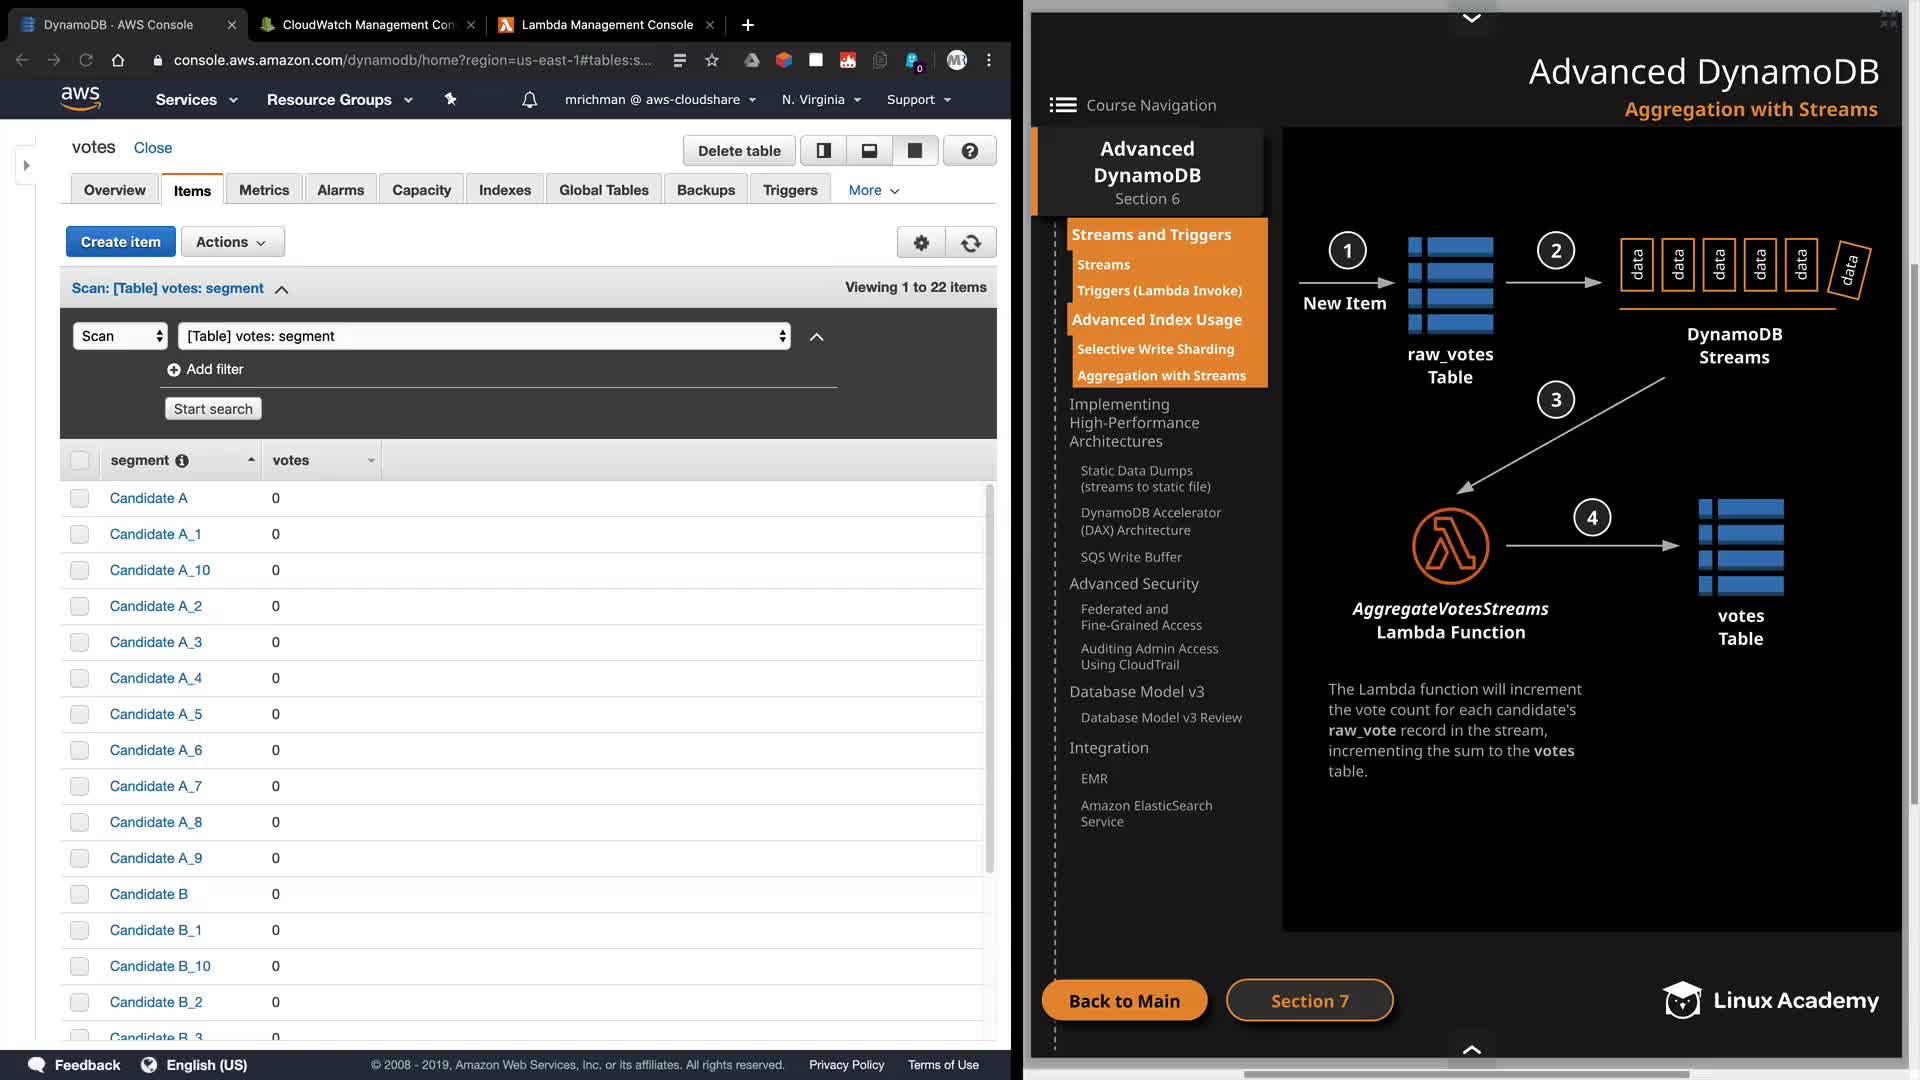 DynamoDB · AWS Console
CloudWatch Management Con
Lambda Management Console
console.aws.amazon.com/dynamodb/home?region=us-east-1#tables:s...
0
MR
aws
Services
Resource Groups
mrichman @ aws-cloudshare
N. Virginia
Support
votes
Close
Delete table
Overview
Items
Metrics
Alarms
Capacity
Indexes
Global Tables
Backups
Triggers
More
Create item
Actions
Scan: [Table] votes: segment
Viewing 1 to 22 items
Scan
[Table] votes: segment
Add filter
Start search
segment
votes
Candidate A 0
Candidate A_1 0
Candidate A_10 0
Candidate A_2 0
Candidate A_3 0
Candidate A_4 0
Candidate A_5 0
Candidate A_6 0
Candidate A_7 0
Candidate A_8 0
Candidate A_9 0
Candidate B 0
Candidate B_1 0
Candidate B_10 0
Candidate B_2 0
Candidate B_3 0
Feedback
English (US)
© 2008 - 2019, Amazon Web Services, Inc. or its affiliates. All rights reserved.
Privacy Policy
Terms of Use
Advanced DynamoDB
Aggregation with Streams
Course Navigation
Advanced
DynamoDB
Section 6
Streams and Triggers
Streams
Triggers (Lambda Invoke)
Advanced Index Usage
Selective Write Sharding
Aggregation with Streams
Implementing
High-Performance
Architectures
Static Data Dumps
(streams to static file)
DynamoDB Accelerator
(DAX) Architecture
SQS Write Buffer
Advanced Security
Federated and
Fine-Grained Access
Auditing Admin Access
Using CloudTrail
Database Model v3
Database Model v3 Review
Integration
EMR
Amazon ElasticSearch
Service
1
New Item
raw_votes
Table
2
data
data
data
data
data
data
DynamoDB
Streams
3
AggregateVotesStreams
Lambda Function
4
votes
Table
The Lambda function will increment
the vote count for each candidate's
raw_vote record in the stream,
incrementing the sum to the votes
table.
Back to Main
Section 7
Linux Academy